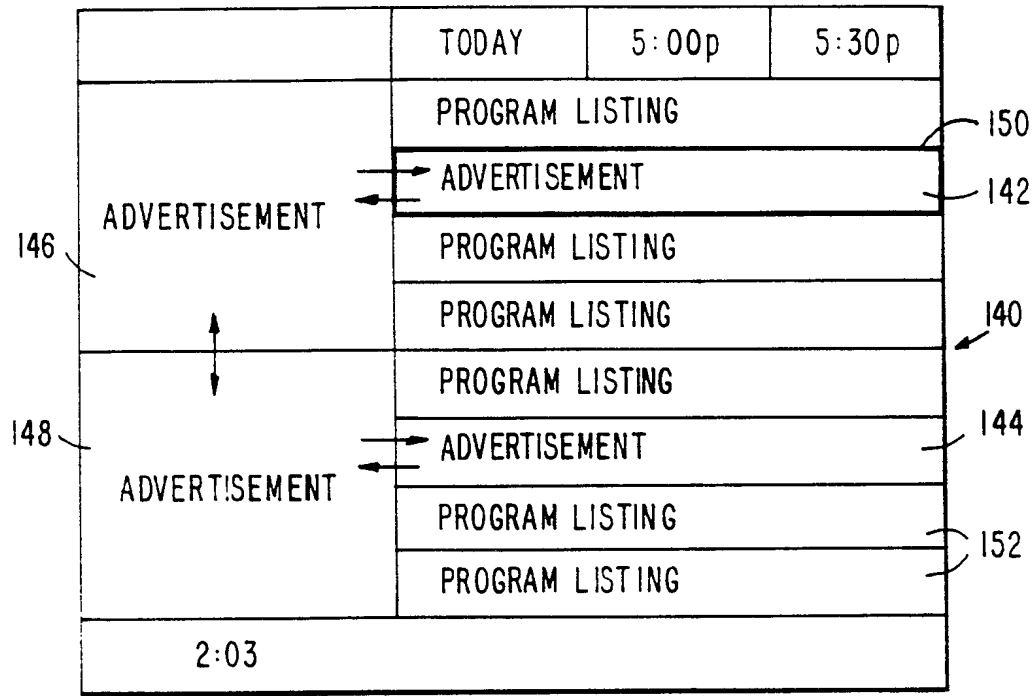 TODAY 5:00p 5:30p
PROGRAM LISTING
150
ADVERTISEMENT
142
ADVERTISEMENT
146
PROGRAM LISTING
PROGRAM LISTING
140
PROGRAM LISTING
148
ADVERTISEMENT
144
ADVERTISEMENT
PROGRAM LISTING
152
PROGRAM LISTING
2:03